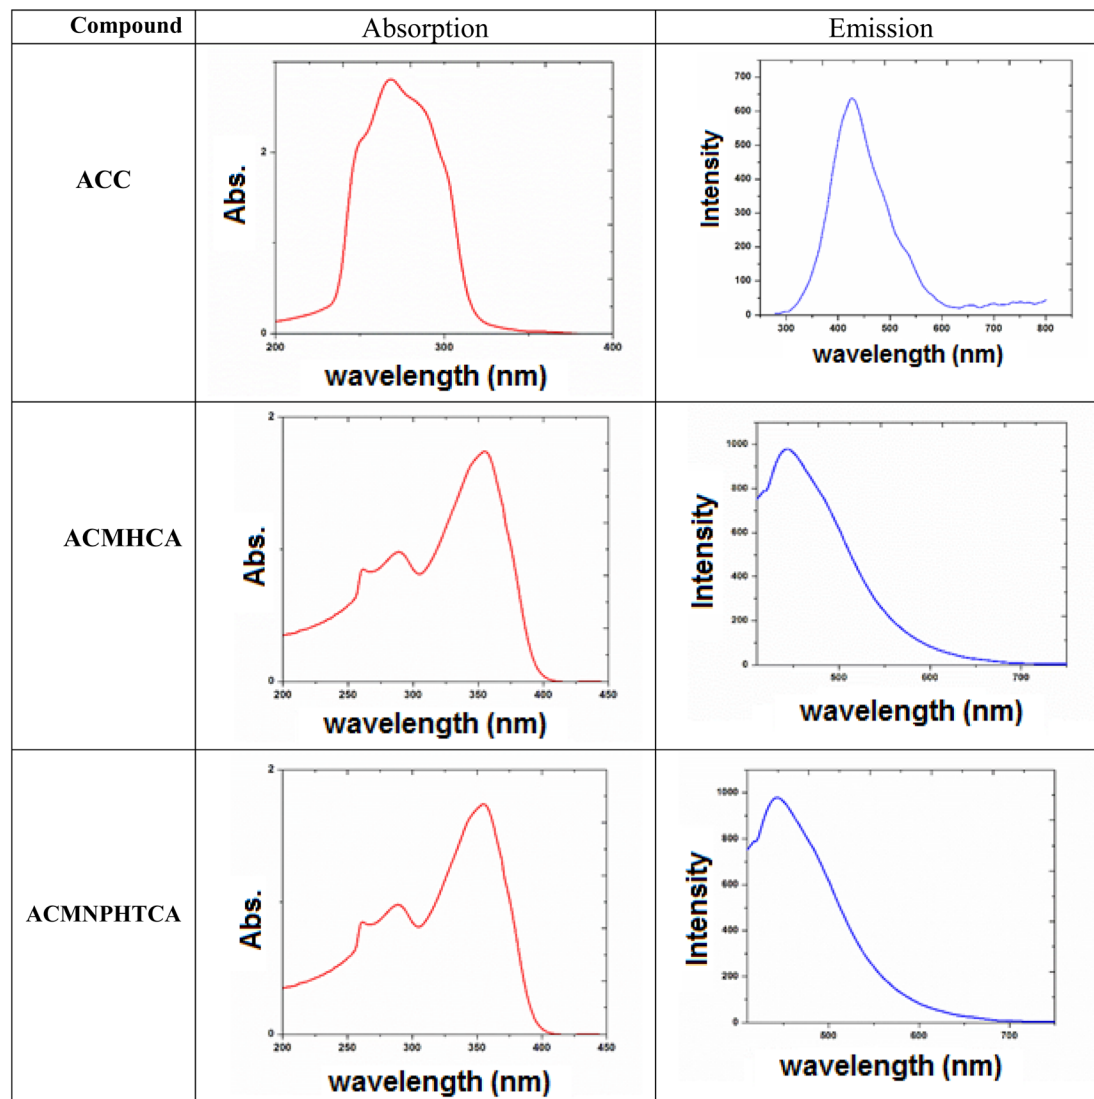 Compound Absorption Emission
ACC
Abs.
2
0
200 300 400
wavelength (nm)
Intensity
700
600
500
400
300
200
100
0
300 400 500 600 700 800
wavelength (nm)
ACMHCA
Abs.
2
0
200 250 300 350 400 450
wavelength (nm)
Intensity
1000
800
600
400
200
0
500 600 700
wavelength (nm)
ACMNPHTCA
Abs.
2
0
200 250 300 350 400 450
wavelength (nm)
Intensity
1000
800
600
400
200
0
500 600 700
wavelength (nm)